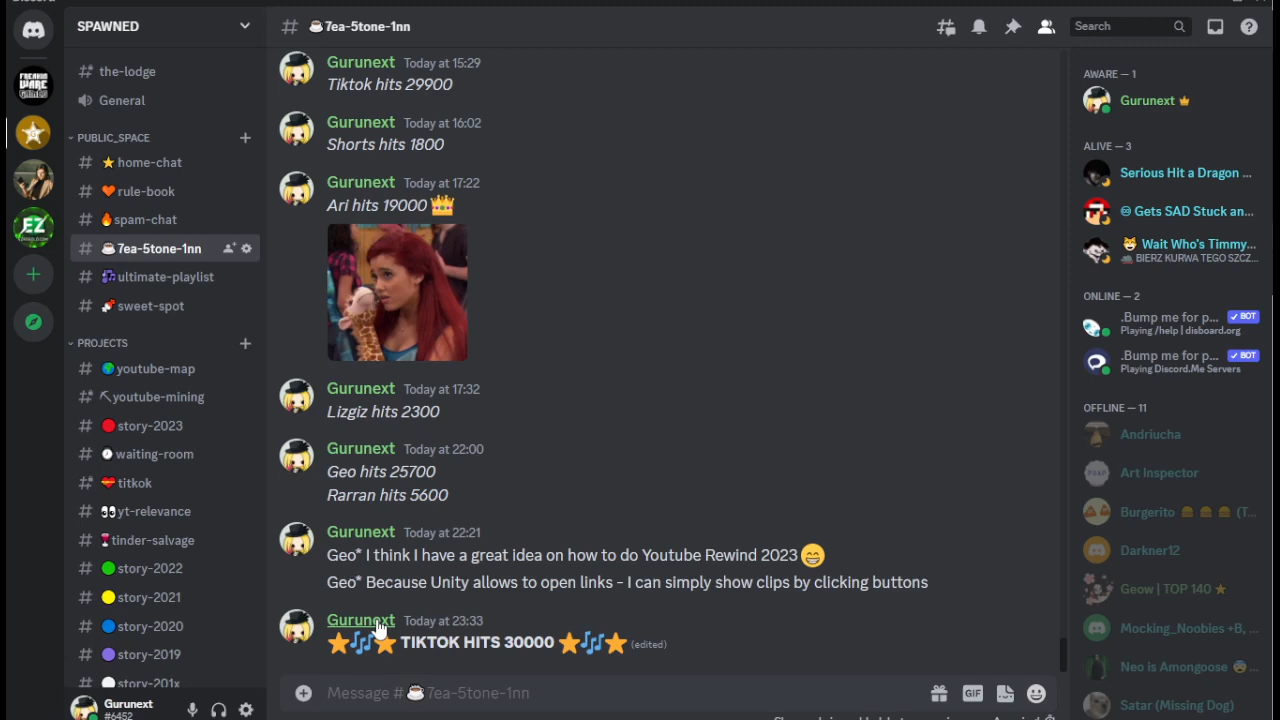 SPAWNED
the-lodge
General
PUBLIC_SPACE
home-chat
rule-book
spam-chat
7ea-5tone-1nn
ultimate-playlist
sweet-spot
PROJECTS
youtube-map
youtube-mining
story-2023
waiting-room
titkok
yt-relevance
tinder-salvage
story-2022
story-2021
story-2020
story-2019
story-201x
Gurunext
#6452
FREAKIN WARE GAMERS
EZ
7ea-5tone-1nn
Search
Gurunext Today at 15:29
Tiktok hits 29900
Gurunext Today at 16:02
Shorts hits 1800
Gurunext Today at 17:22
Ari hits 19000 👑
Gurunext Today at 17:32
Lizgiz hits 2300
Gurunext Today at 22:00
Geo hits 25700
Rarran hits 5600
Gurunext Today at 22:21
Geo* I think I have a great idea on how to do Youtube Rewind 2023 😁
Geo* Because Unity allows to open links - I can simply show clips by clicking buttons
Gurunext Today at 23:33
⭐🎶⭐ TIKTOK HITS 30000 ⭐🎶⭐ (edited)
Message #☕7ea-5tone-1nn
GIF
AWARE — 1
Gurunext
ALIVE — 3
Serious Hit a Dragon ...
♾ Gets SAD Stuck an...
Wait Who's Timmy...
BIERZ KURWA TEGO SZCZ...
ONLINE — 2
.Bump me for p... ✓ BOT
Playing /help | disboard.org
.Bump me for p... ✓ BOT
Playing Discord.Me Servers
OFFLINE — 11
Andriucha
Art Inspector
Burgerito 🍔 🍔 🍔 (T...
Darkner12
Geow | TOP 140 ⭐
Mocking_Noobies +B, ...
Neo is Amongoose 😨...
Satar (Missing Dog)